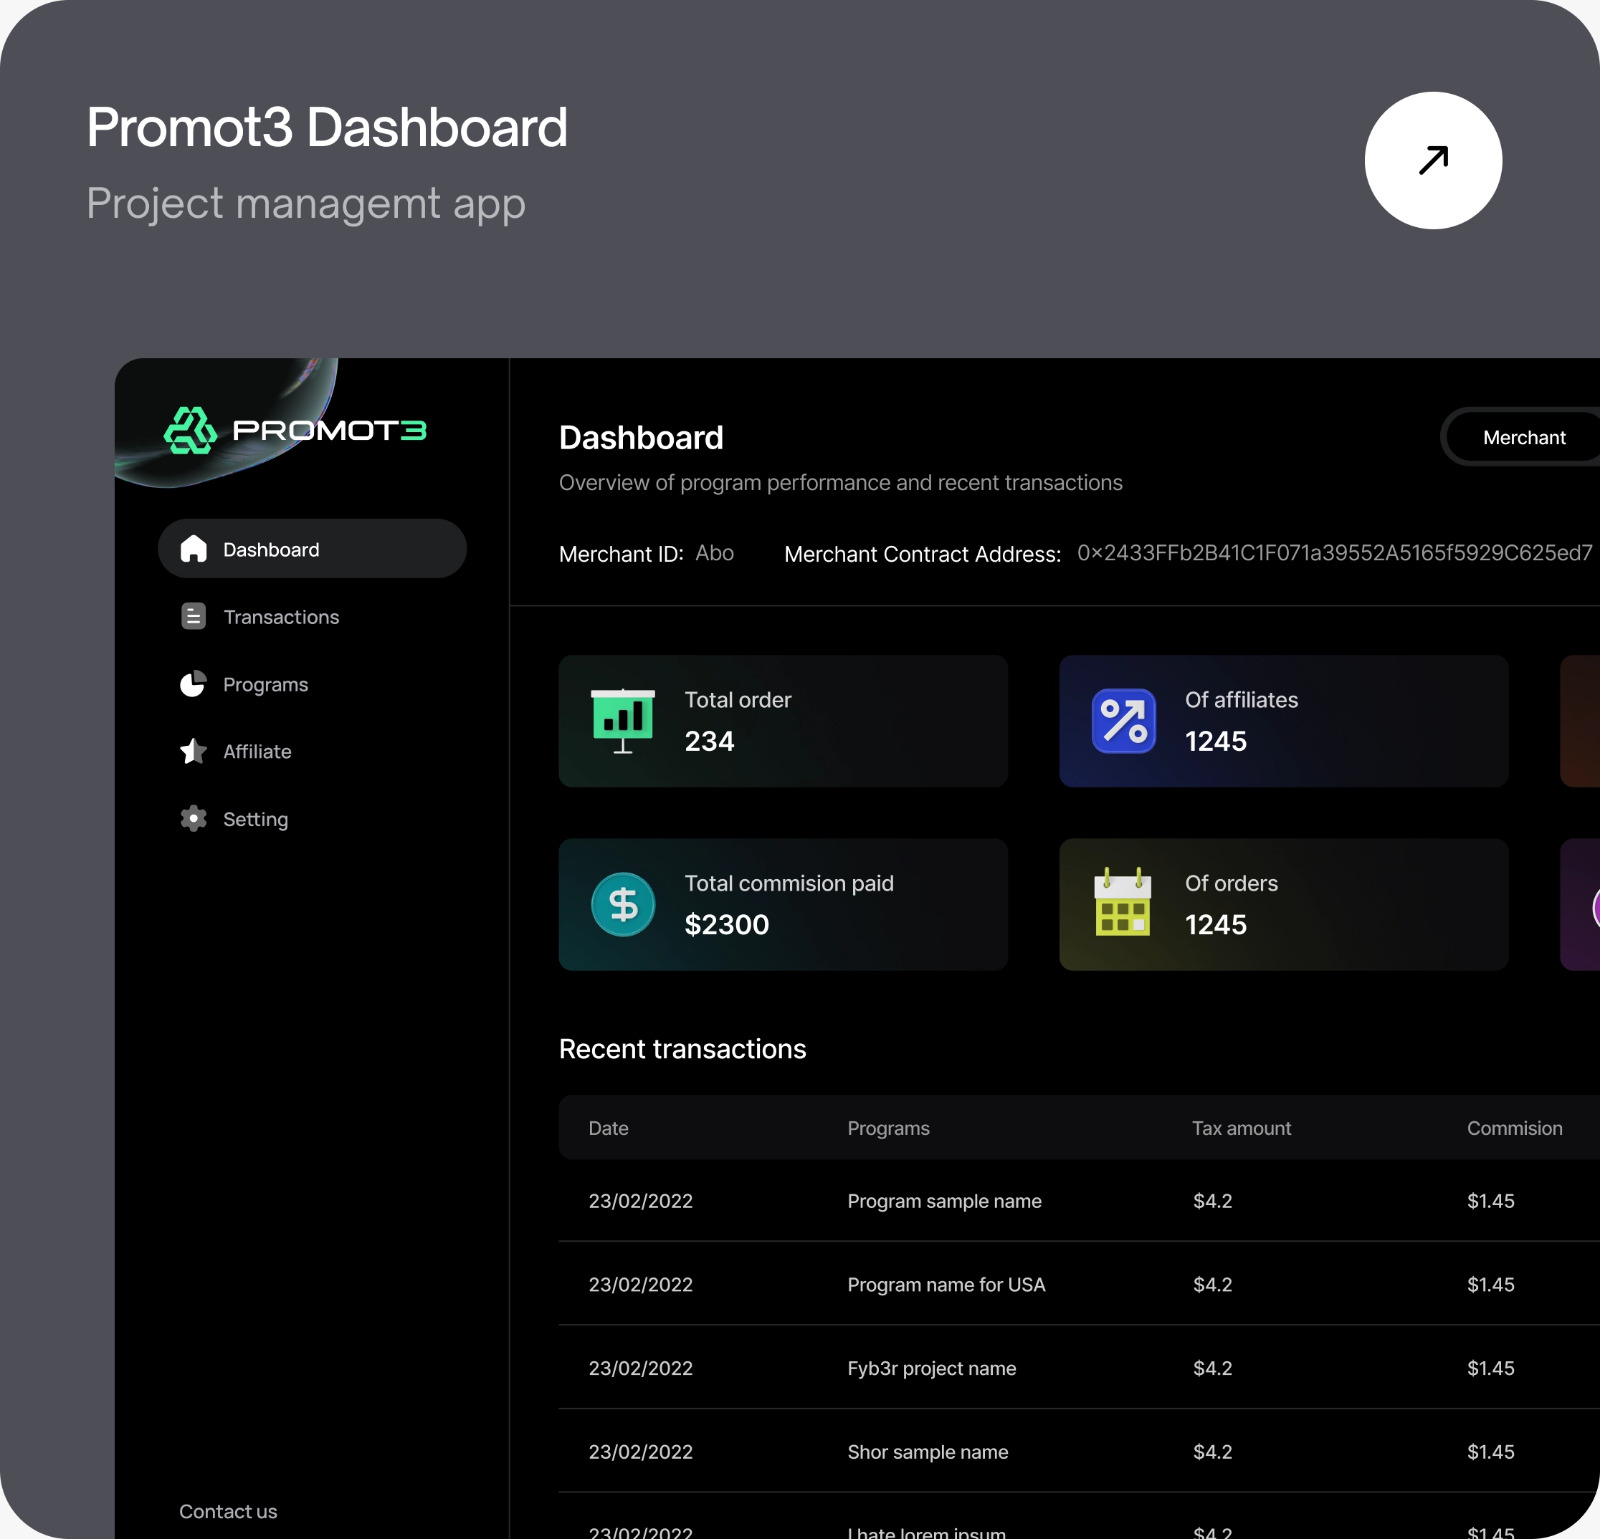 Promot3 Dashboard
Project managemt app
PROMOT3
Dashboard
Transactions
Programs
Affiliate
Setting
Contact us
Dashboard
Overview of program performance and recent transactions
Merchant
Merchant ID: Abo Merchant Contract Address: 0×2433FFb2B41C1F071a39552A5165f5929C625ed7
Total order
234
Of affiliates
1245
Total commision paid
$2300
Of orders
1245
Recent transactions
Date Programs Tax amount Commision
23/02/2022 Program sample name $4.2 $1.45
23/02/2022 Program name for USA $4.2 $1.45
23/02/2022 Fyb3r project name $4.2 $1.45
23/02/2022 Shor sample name $4.2 $1.45
23/02/2022 Lhate lorem ipsum $4.2 $1.45